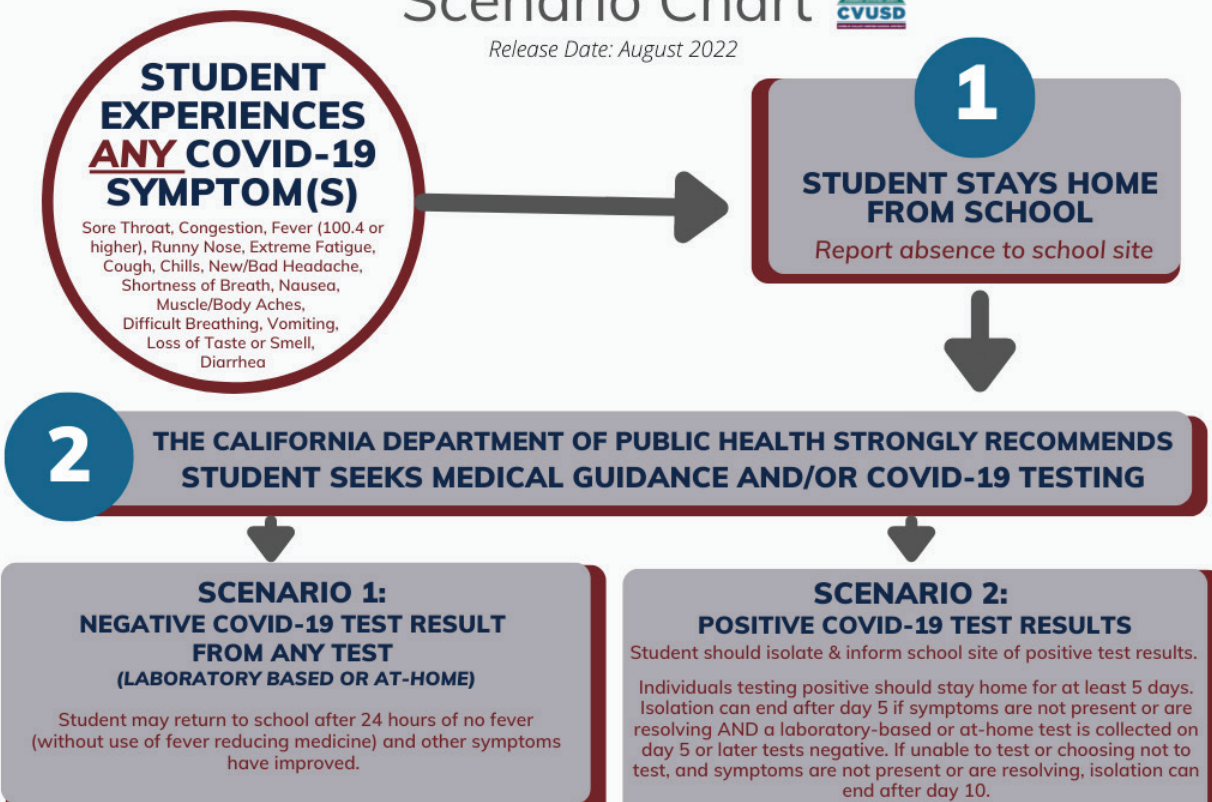 Scenario Chart
CVUSD
Release Date: August 2022
STUDENT
EXPERIENCES
ANY COVID-19
SYMPTOM(S)
Sore Throat, Congestion, Fever (100.4 or
higher), Runny Nose, Extreme Fatigue,
Cough, Chills, New/Bad Headache,
Shortness of Breath, Nausea,
Muscle/Body Aches,
Difficult Breathing, Vomiting,
Loss of Taste or Smell,
Diarrhea
1
STUDENT STAYS HOME
FROM SCHOOL
Report absence to school site
2
THE CALIFORNIA DEPARTMENT OF PUBLIC HEALTH STRONGLY RECOMMENDS
STUDENT SEEKS MEDICAL GUIDANCE AND/OR COVID-19 TESTING
SCENARIO 1:
NEGATIVE COVID-19 TEST RESULT
FROM ANY TEST
(LABORATORY BASED OR AT-HOME)
Student may return to school after 24 hours of no fever
(without use of fever reducing medicine) and other symptoms
have improved.
SCENARIO 2:
POSITIVE COVID-19 TEST RESULTS
Student should isolate & inform school site of positive test results.
Individuals testing positive should stay home for at least 5 days.
Isolation can end after day 5 if symptoms are not present or are
resolving AND a laboratory-based or at-home test is collected on
day 5 or later tests negative. If unable to test or choosing not to
test, and symptoms are not present or are resolving, isolation can
end after day 10.